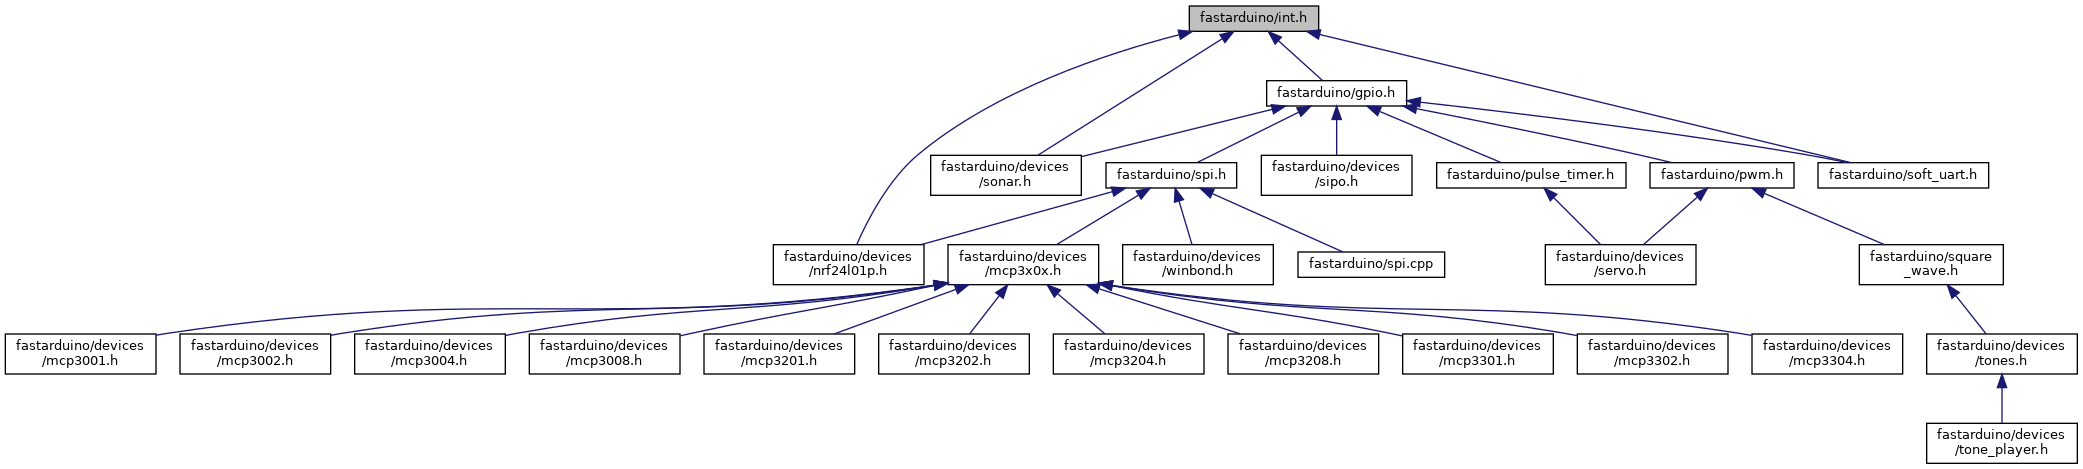 fastarduino/int.h
fastarduino/gpio.h
fastarduino/devices
/sonar.h
fastarduino/spi.h
fastarduino/devices
/sipo.h
fastarduino/pulse_timer.h
fastarduino/pwm.h
fastarduino/soft_uart.h
fastarduino/devices
/nrf24l01p.h
fastarduino/devices
/mcp3x0x.h
fastarduino/devices
/winbond.h
fastarduino/spi.cpp
fastarduino/devices
/servo.h
fastarduino/square
_wave.h
fastarduino/devices
/mcp3001.h
fastarduino/devices
/mcp3002.h
fastarduino/devices
/mcp3004.h
fastarduino/devices
/mcp3008.h
fastarduino/devices
/mcp3201.h
fastarduino/devices
/mcp3202.h
fastarduino/devices
/mcp3204.h
fastarduino/devices
/mcp3208.h
fastarduino/devices
/mcp3301.h
fastarduino/devices
/mcp3302.h
fastarduino/devices
/mcp3304.h
fastarduino/devices
/tones.h
fastarduino/devices
/tone_player.h